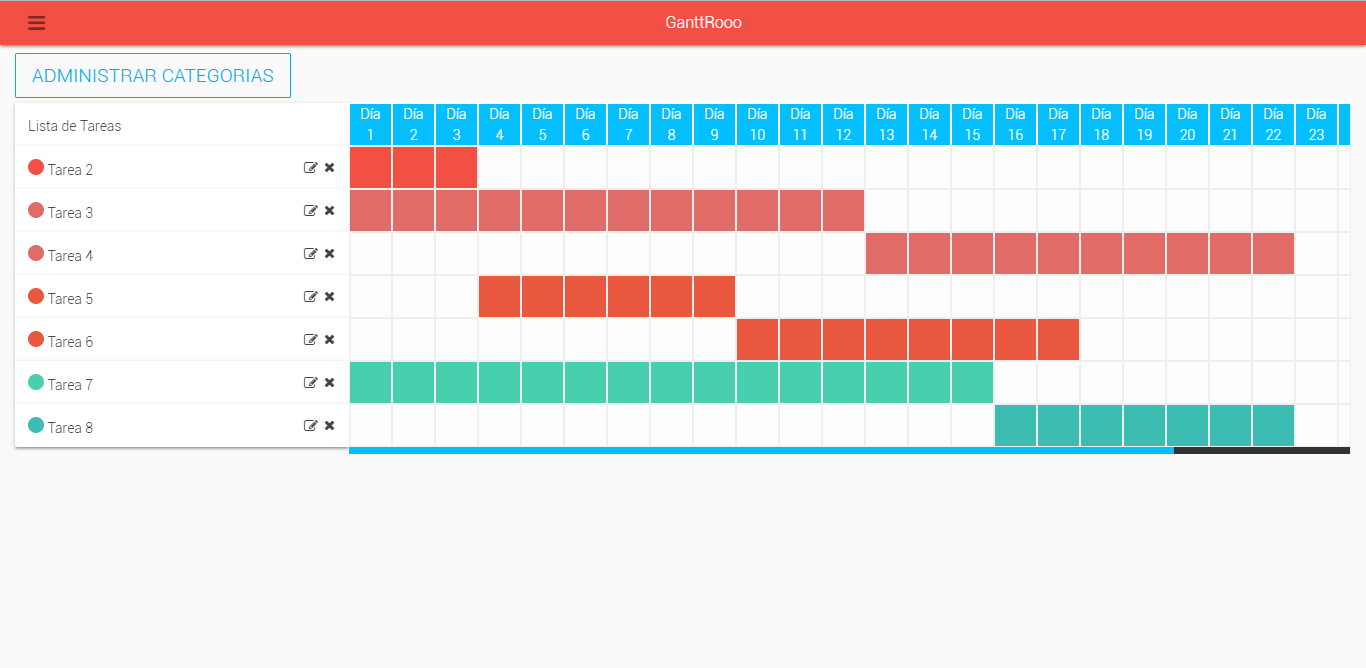 GanttRooo
ADMINISTRAR CATEGORIAS
Lista de Tareas
Día 1 Día 2 Día 3 Día 4 Día 5 Día 6 Día 7 Día 8 Día 9 Día 10 Día 11 Día 12 Día 13 Día 14 Día 15 Día 16 Día 17 Día 18 Día 19 Día 20 Día 21 Día 22 Día 23
Tarea 2
Tarea 3
Tarea 4
Tarea 5
Tarea 6
Tarea 7
Tarea 8